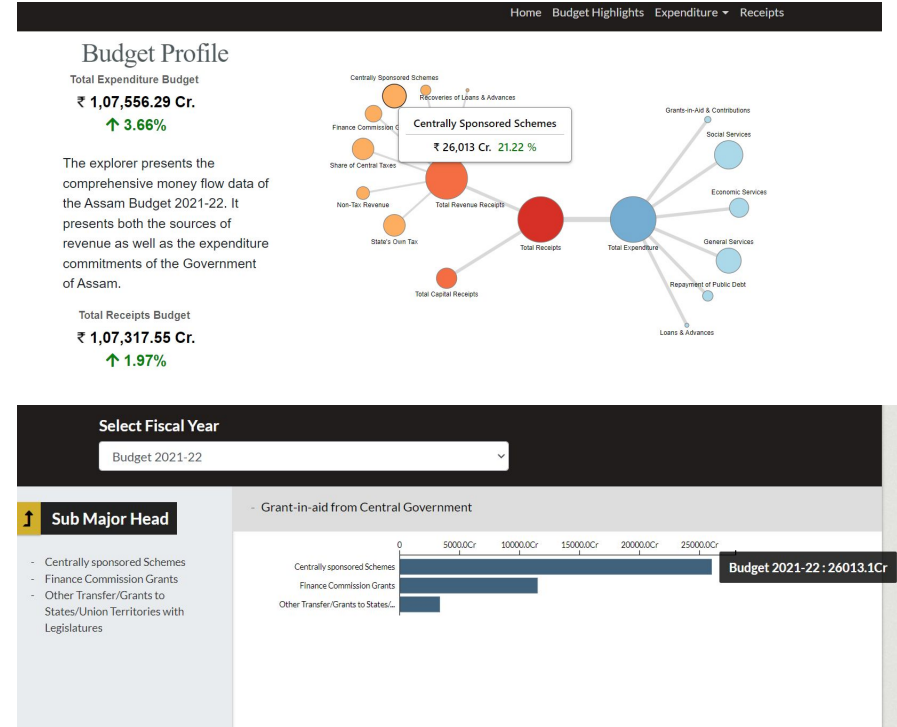 Home Budget Highlights Expenditure Receipts
Budget Profile
Total Expenditure Budget
₹ 1,07,556.29 Cr.
↑ 3.66%
The explorer presents the
comprehensive money flow data of
the Assam Budget 2021-22. It
presents both the sources of
revenue as well as the expenditure
commitments of the Government
of Assam.
Total Receipts Budget
₹ 1,07,317.55 Cr.
↑ 1.97%
Centrally Sponsored Schemes
Recoveries of Loans & Advances
Finance Commission G
Centrally Sponsored Schemes
₹ 26,013 Cr. 21.22 %
Share of Central Taxes
Non-Tax Revenue
Total Revenue Receipts
State's Own Tax
Total Receipts
Total Capital Receipts
Total Expenditure
Grants-in-Aid & Contributions
Social Services
Economic Services
General Services
Repayment of Public Debt
Loans & Advances
Select Fiscal Year
Budget 2021-22
Sub Major Head
- Centrally sponsored Schemes
- Finance Commission Grants
- Other Transfer/Grants to
States/Union Territories with
Legislatures
- Grant-in-aid from Central Government
0 5000.0Cr 10000.0Cr 15000.0Cr 20000.0Cr 25000.0Cr
Centrally sponsored Schemes
Finance Commission Grants
Other Transfer/Grants to States/...
Budget 2021-22 : 26013.1Cr